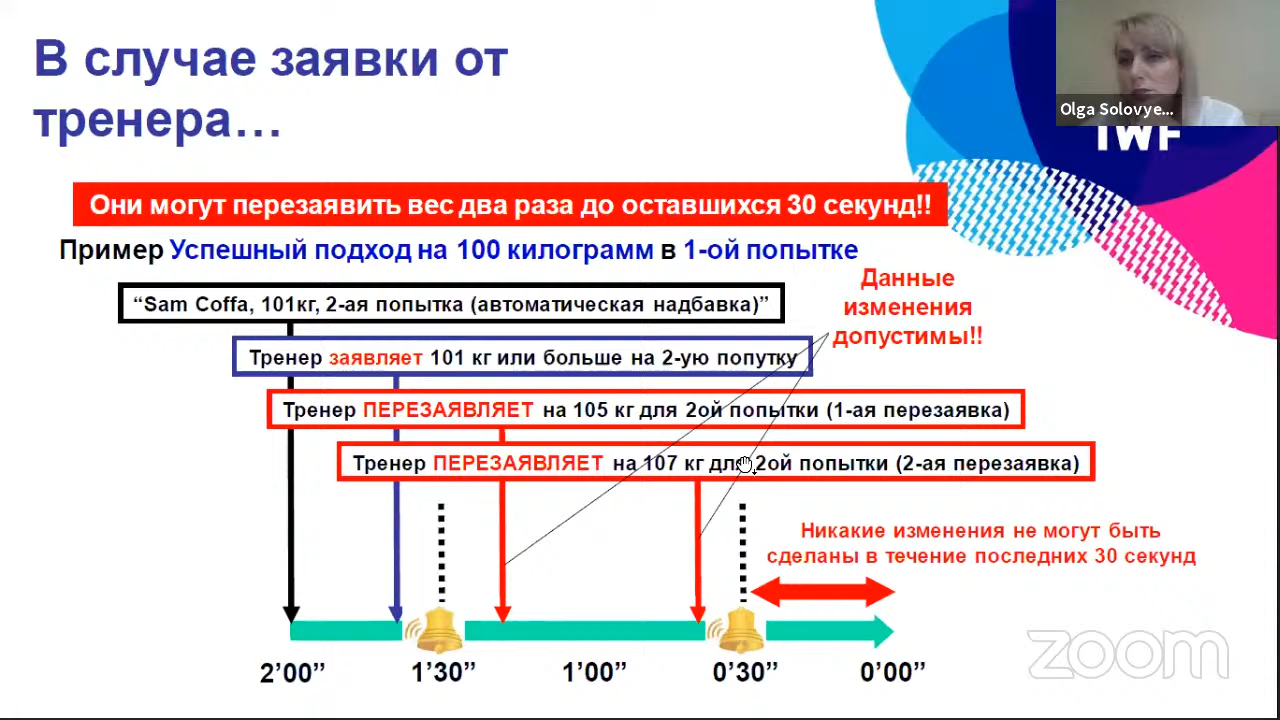 В случае заявки от
тренера...
Olga Solovye...
IWF
Они могут перезаявить вес два раза до оставшихся 30 секунд!!
Пример Успешный подход на 100 килограмм в 1-ой попытке
Данные
изменения
допустимы!!
“Sam Coffa, 101кг, 2-ая попытка (автоматическая надбавка)”
Тренер заявляет 101 кг или больше на 2-ую попутку
Тренер ПЕРЕЗАЯВЛЯЕТ на 105 кг для 2ой попытки (1-ая перезаявка)
Тренер ПЕРЕЗАЯВЛЯЕТ на 107 кг для 2ой попытки (2-ая перезаявка)
Никакие изменения не могут быть
сделаны в течение последних 30 секунд
2’00” 1’30” 1’00” 0’30” 0’00”
zoom